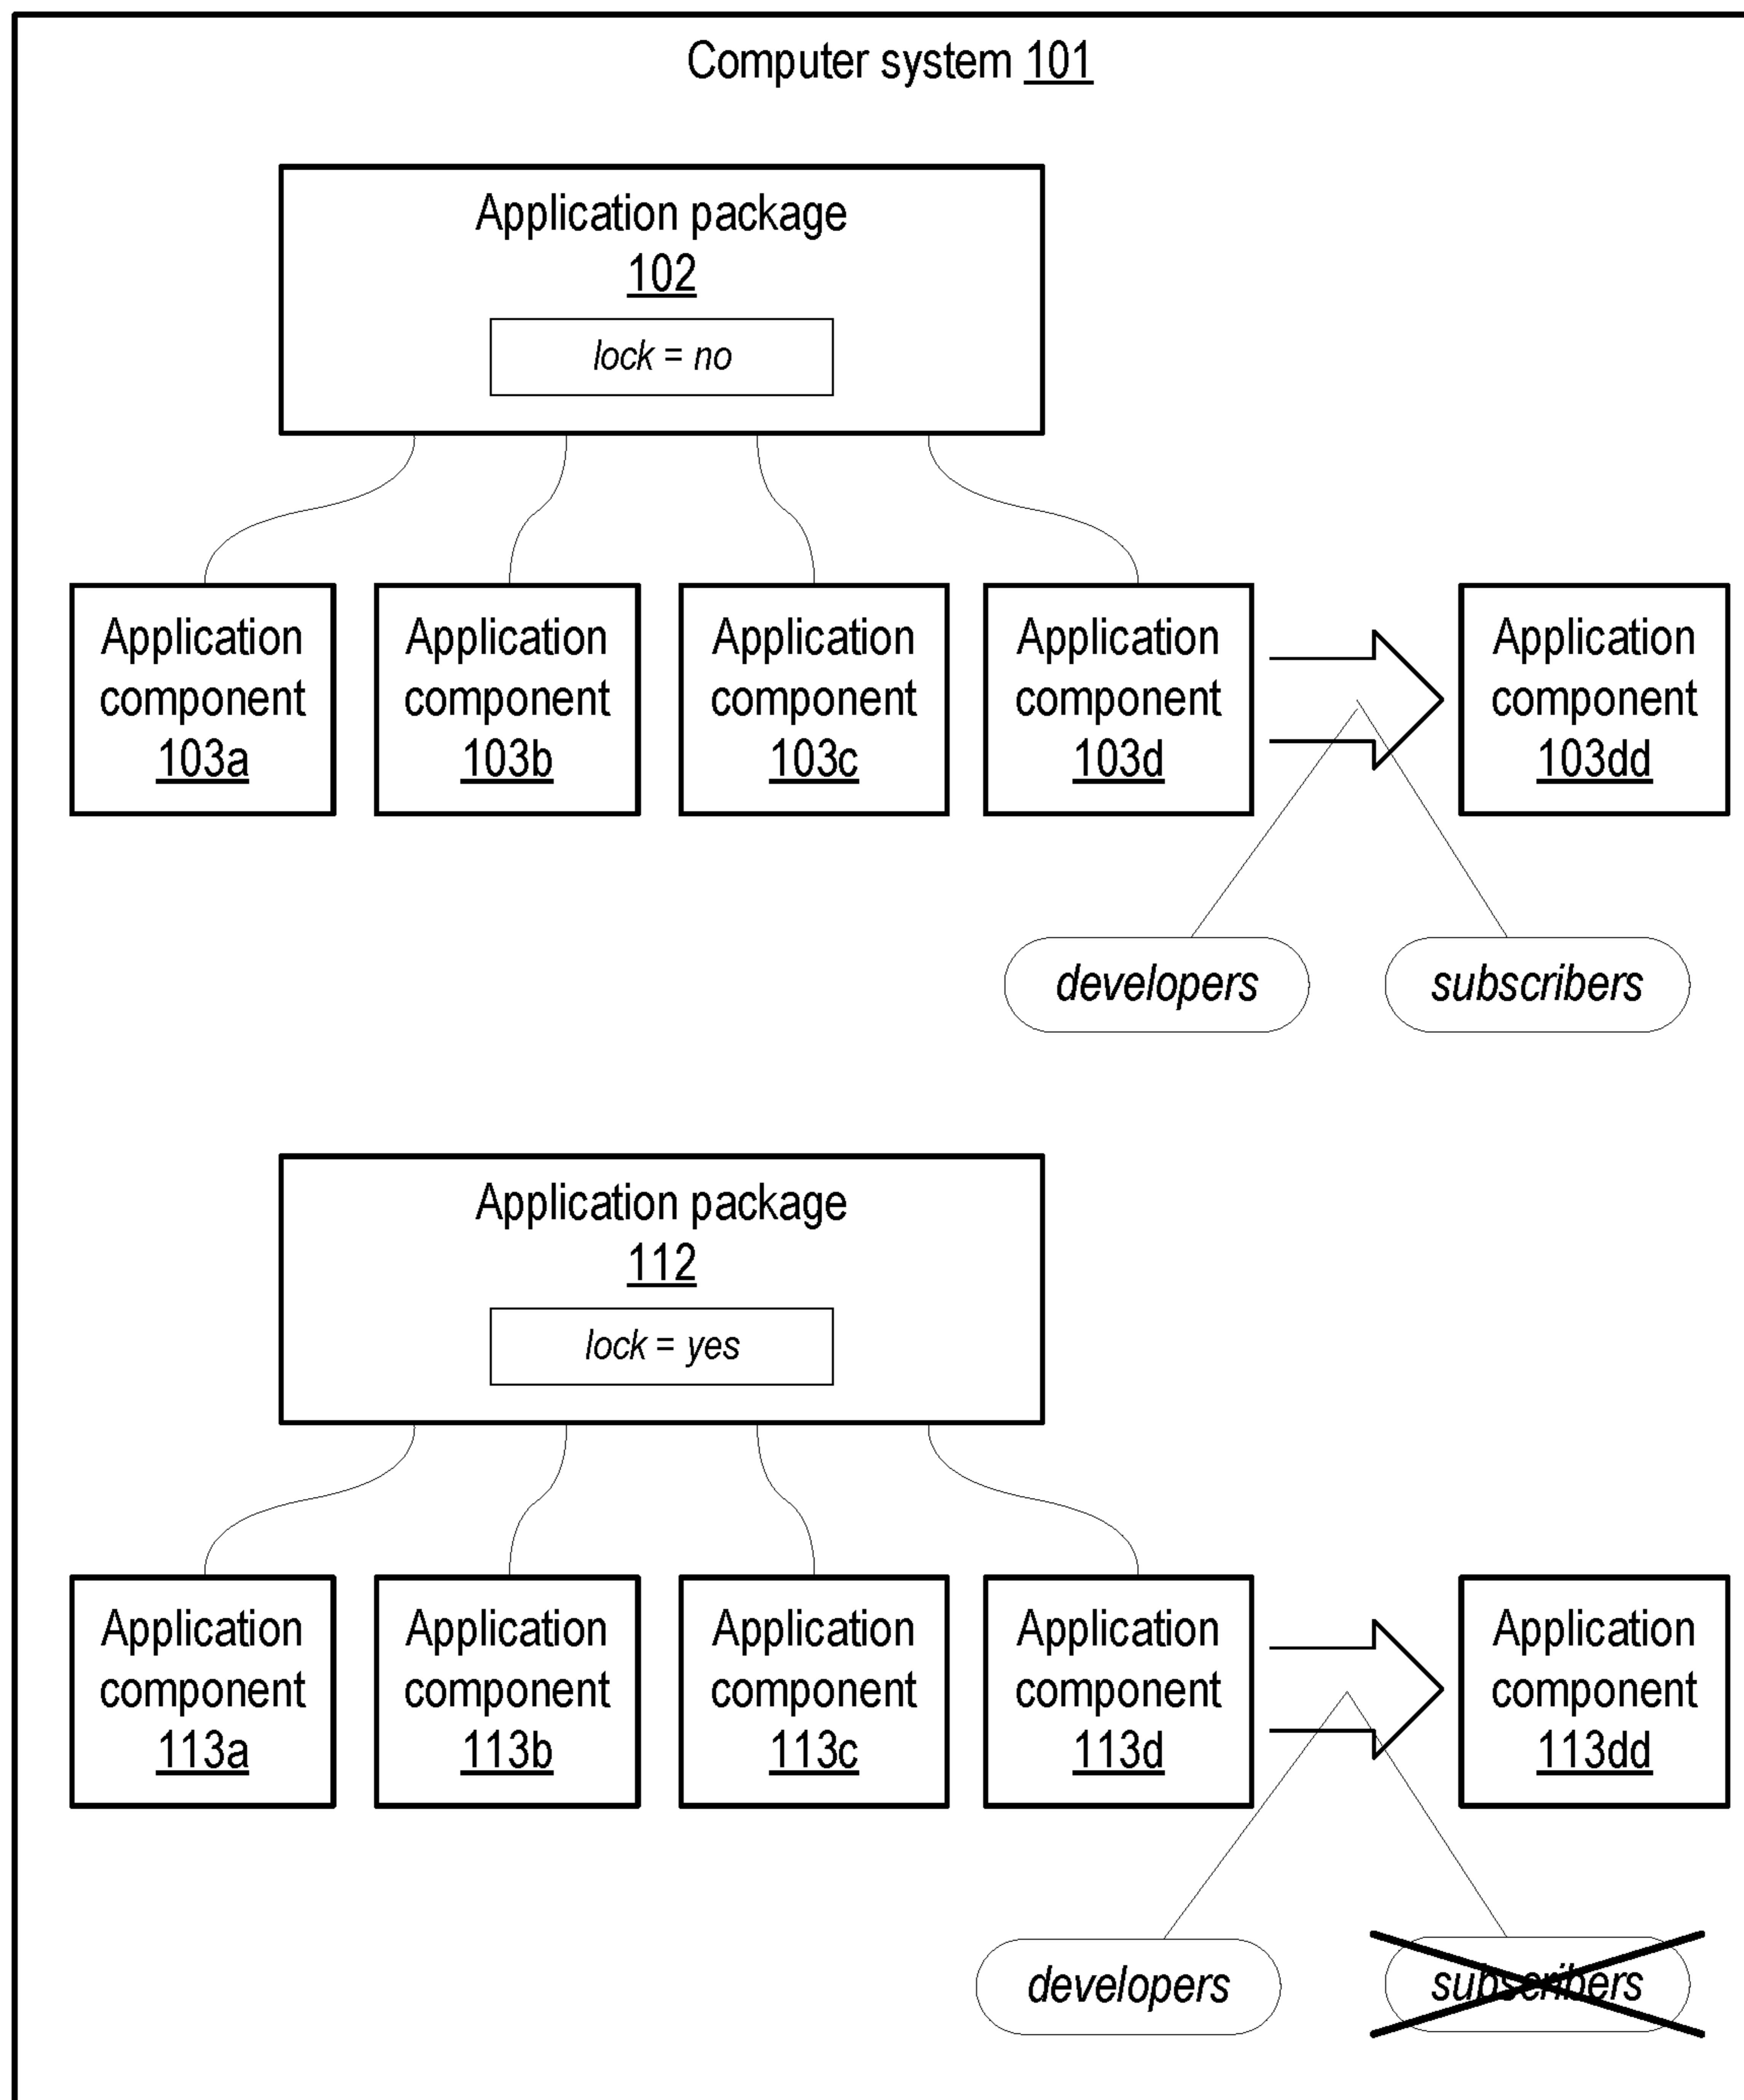 Computer system 101
Application package
102
lock = no
Application component 103a
Application component 103b
Application component 103c
Application component 103d
Application component 103dd
developers
subscribers
Application package
112
lock = yes
Application component 113a
Application component 113b
Application component 113c
Application component 113d
Application component 113dd
developers
subscribers